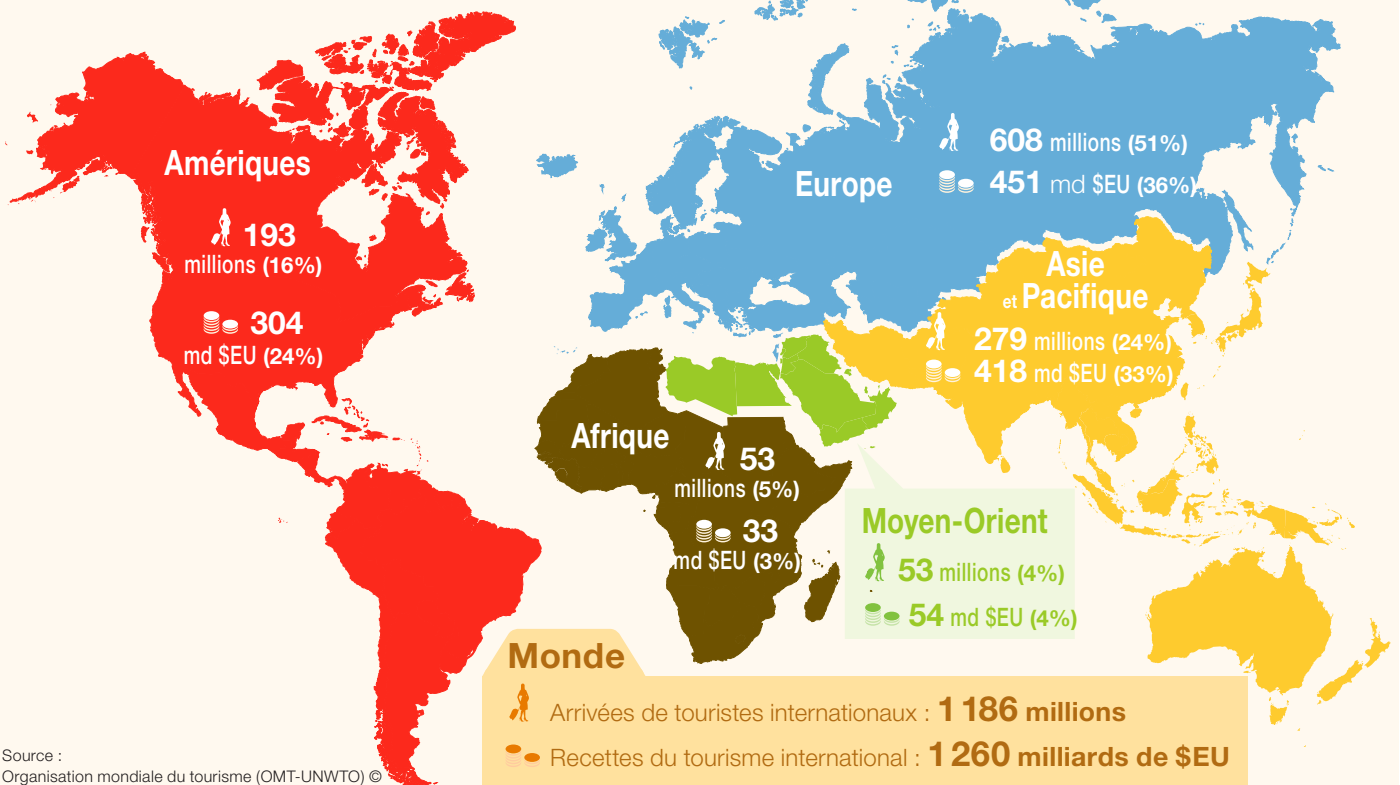 Amériques
193
millions (16%)
304
md $EU (24%)
Europe
608 millions (51%)
451 md $EU (36%)
Asie
et Pacifique
279 millions (24%)
418 md $EU (33%)
Afrique
53
millions (5%)
33
md $EU (3%)
Moyen-Orient
53 millions (4%)
54 md $EU (4%)
Monde
Arrivées de touristes internationaux : 1 186 millions
Recettes du tourisme international : 1 260 milliards de $EU
Source :
Organisation mondiale du tourisme (OMT-UNWTO) ©